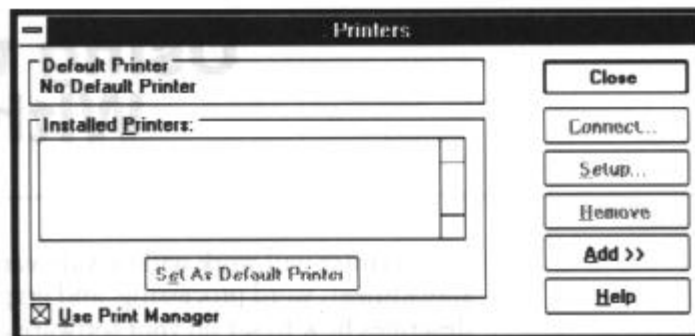 Printers
Default Printer
No Default Printer
Installed Printers:
Set As Default Printer
Use Print Manager
Close
Connect...
Setup...
Remove
Add >>
Help